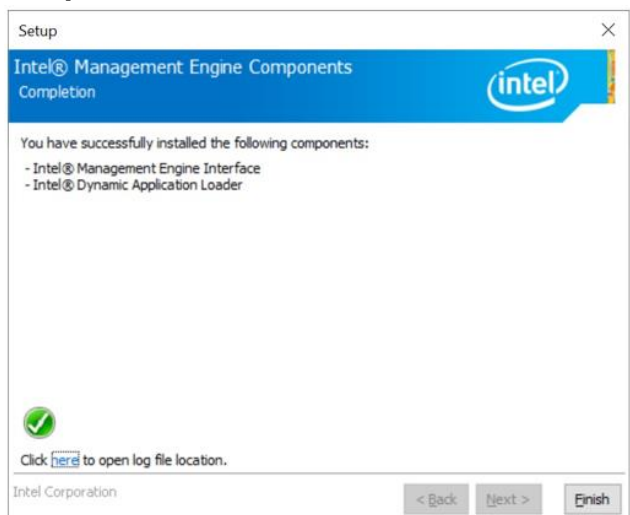 Setup
Intel® Management Engine Components
Completion
intel
You have successfully installed the following components:
- Intel® Management Engine Interface
- Intel® Dynamic Application Loader
Click here to open log file location.
Intel Corporation
< Back Next > Finish